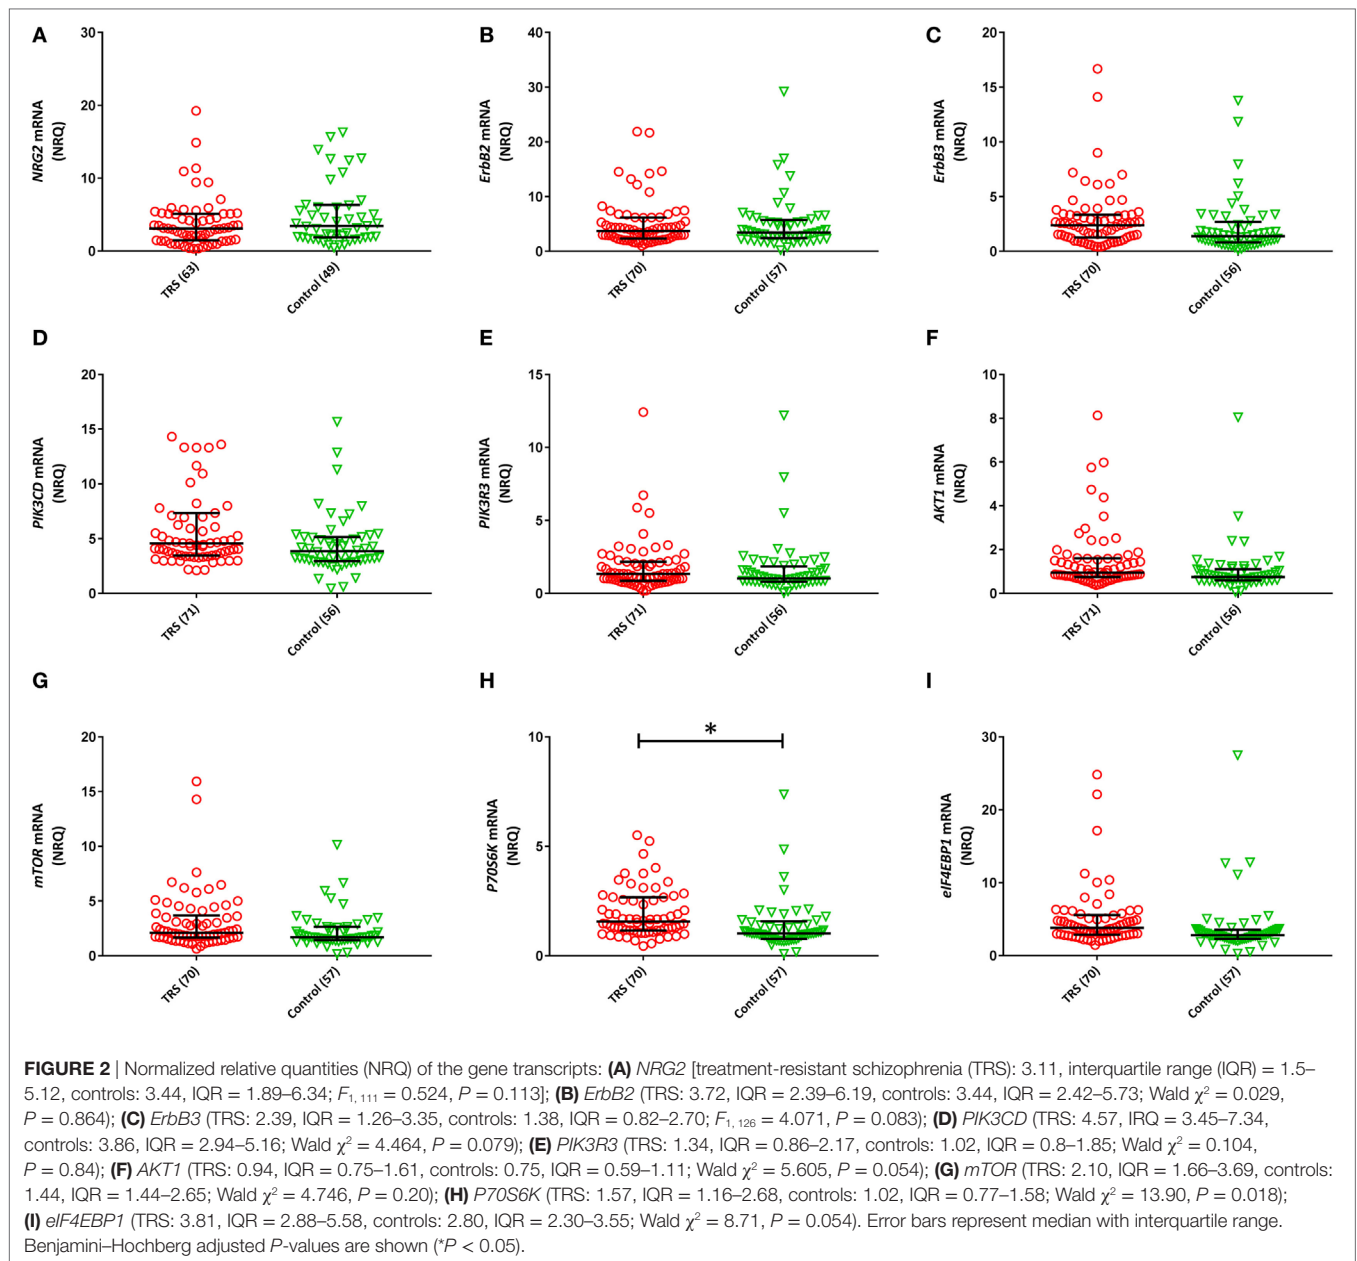 A
NRG2 mRNA
(NRQ)
30
20
10
0
TRS (63)
Control (49)
B
ErbB2 mRNA
(NRQ)
40
30
20
10
0
TRS (70)
Control (57)
C
ErbB3 mRNA
(NRQ)
20
15
10
5
0
TRS (70)
Control (56)
D
PIK3CD mRNA
(NRQ)
20
15
10
5
0
TRS (71)
Control (56)
E
PIK3R3 mRNA
(NRQ)
15
10
5
0
TRS (71)
Control (56)
F
AKT1 mRNA
(NRQ)
10
8
6
4
2
0
TRS (71)
Control (56)
G
mTOR mRNA
(NRQ)
20
15
10
5
0
TRS (70)
Control (57)
H
P70S6K mRNA
(NRQ)
10
5
0
*
TRS (70)
Control (57)
I
eIF4EBP1 mRNA
(NRQ)
30
20
10
0
TRS (70)
Control (57)
FIGURE 2 | Normalized relative quantities (NRQ) of the gene transcripts: (A) NRG2 [treatment-resistant schizophrenia (TRS): 3.11, interquartile range (IQR) = 1.5–
5.12, controls: 3.44, IQR = 1.89–6.34; F1, 111 = 0.524, P = 0.113]; (B) ErbB2 (TRS: 3.72, IQR = 2.39–6.19, controls: 3.44, IQR = 2.42–5.73; Wald χ² = 0.029,
P = 0.864); (C) ErbB3 (TRS: 2.39, IQR = 1.26–3.35, controls: 1.38, IQR = 0.82–2.70; F1, 126 = 4.071, P = 0.083); (D) PIK3CD (TRS: 4.57, IRQ = 3.45–7.34,
controls: 3.86, IQR = 2.94–5.16; Wald χ² = 4.464, P = 0.079); (E) PIK3R3 (TRS: 1.34, IQR = 0.86–2.17, controls: 1.02, IQR = 0.8–1.85; Wald χ² = 0.104,
P = 0.84); (F) AKT1 (TRS: 0.94, IQR = 0.75–1.61, controls: 0.75, IQR = 0.59–1.11; Wald χ² = 5.605, P = 0.054); (G) mTOR (TRS: 2.10, IQR = 1.66–3.69, controls:
1.44, IQR = 1.44–2.65; Wald χ² = 4.746, P = 0.20); (H) P70S6K (TRS: 1.57, IQR = 1.16–2.68, controls: 1.02, IQR = 0.77–1.58; Wald χ² = 13.90, P = 0.018);
(I) eIF4EBP1 (TRS: 3.81, IQR = 2.88–5.58, controls: 2.80, IQR = 2.30–3.55; Wald χ² = 8.71, P = 0.054). Error bars represent median with interquartile range.
Benjamini–Hochberg adjusted P-values are shown (*P < 0.05).